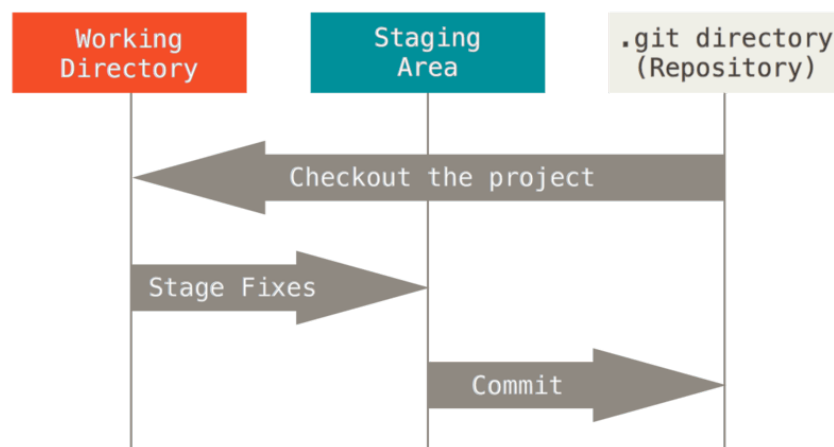 Working
Directory
Staging
Area
.git directory
(Repository)
Checkout the project
Stage Fixes
Commit